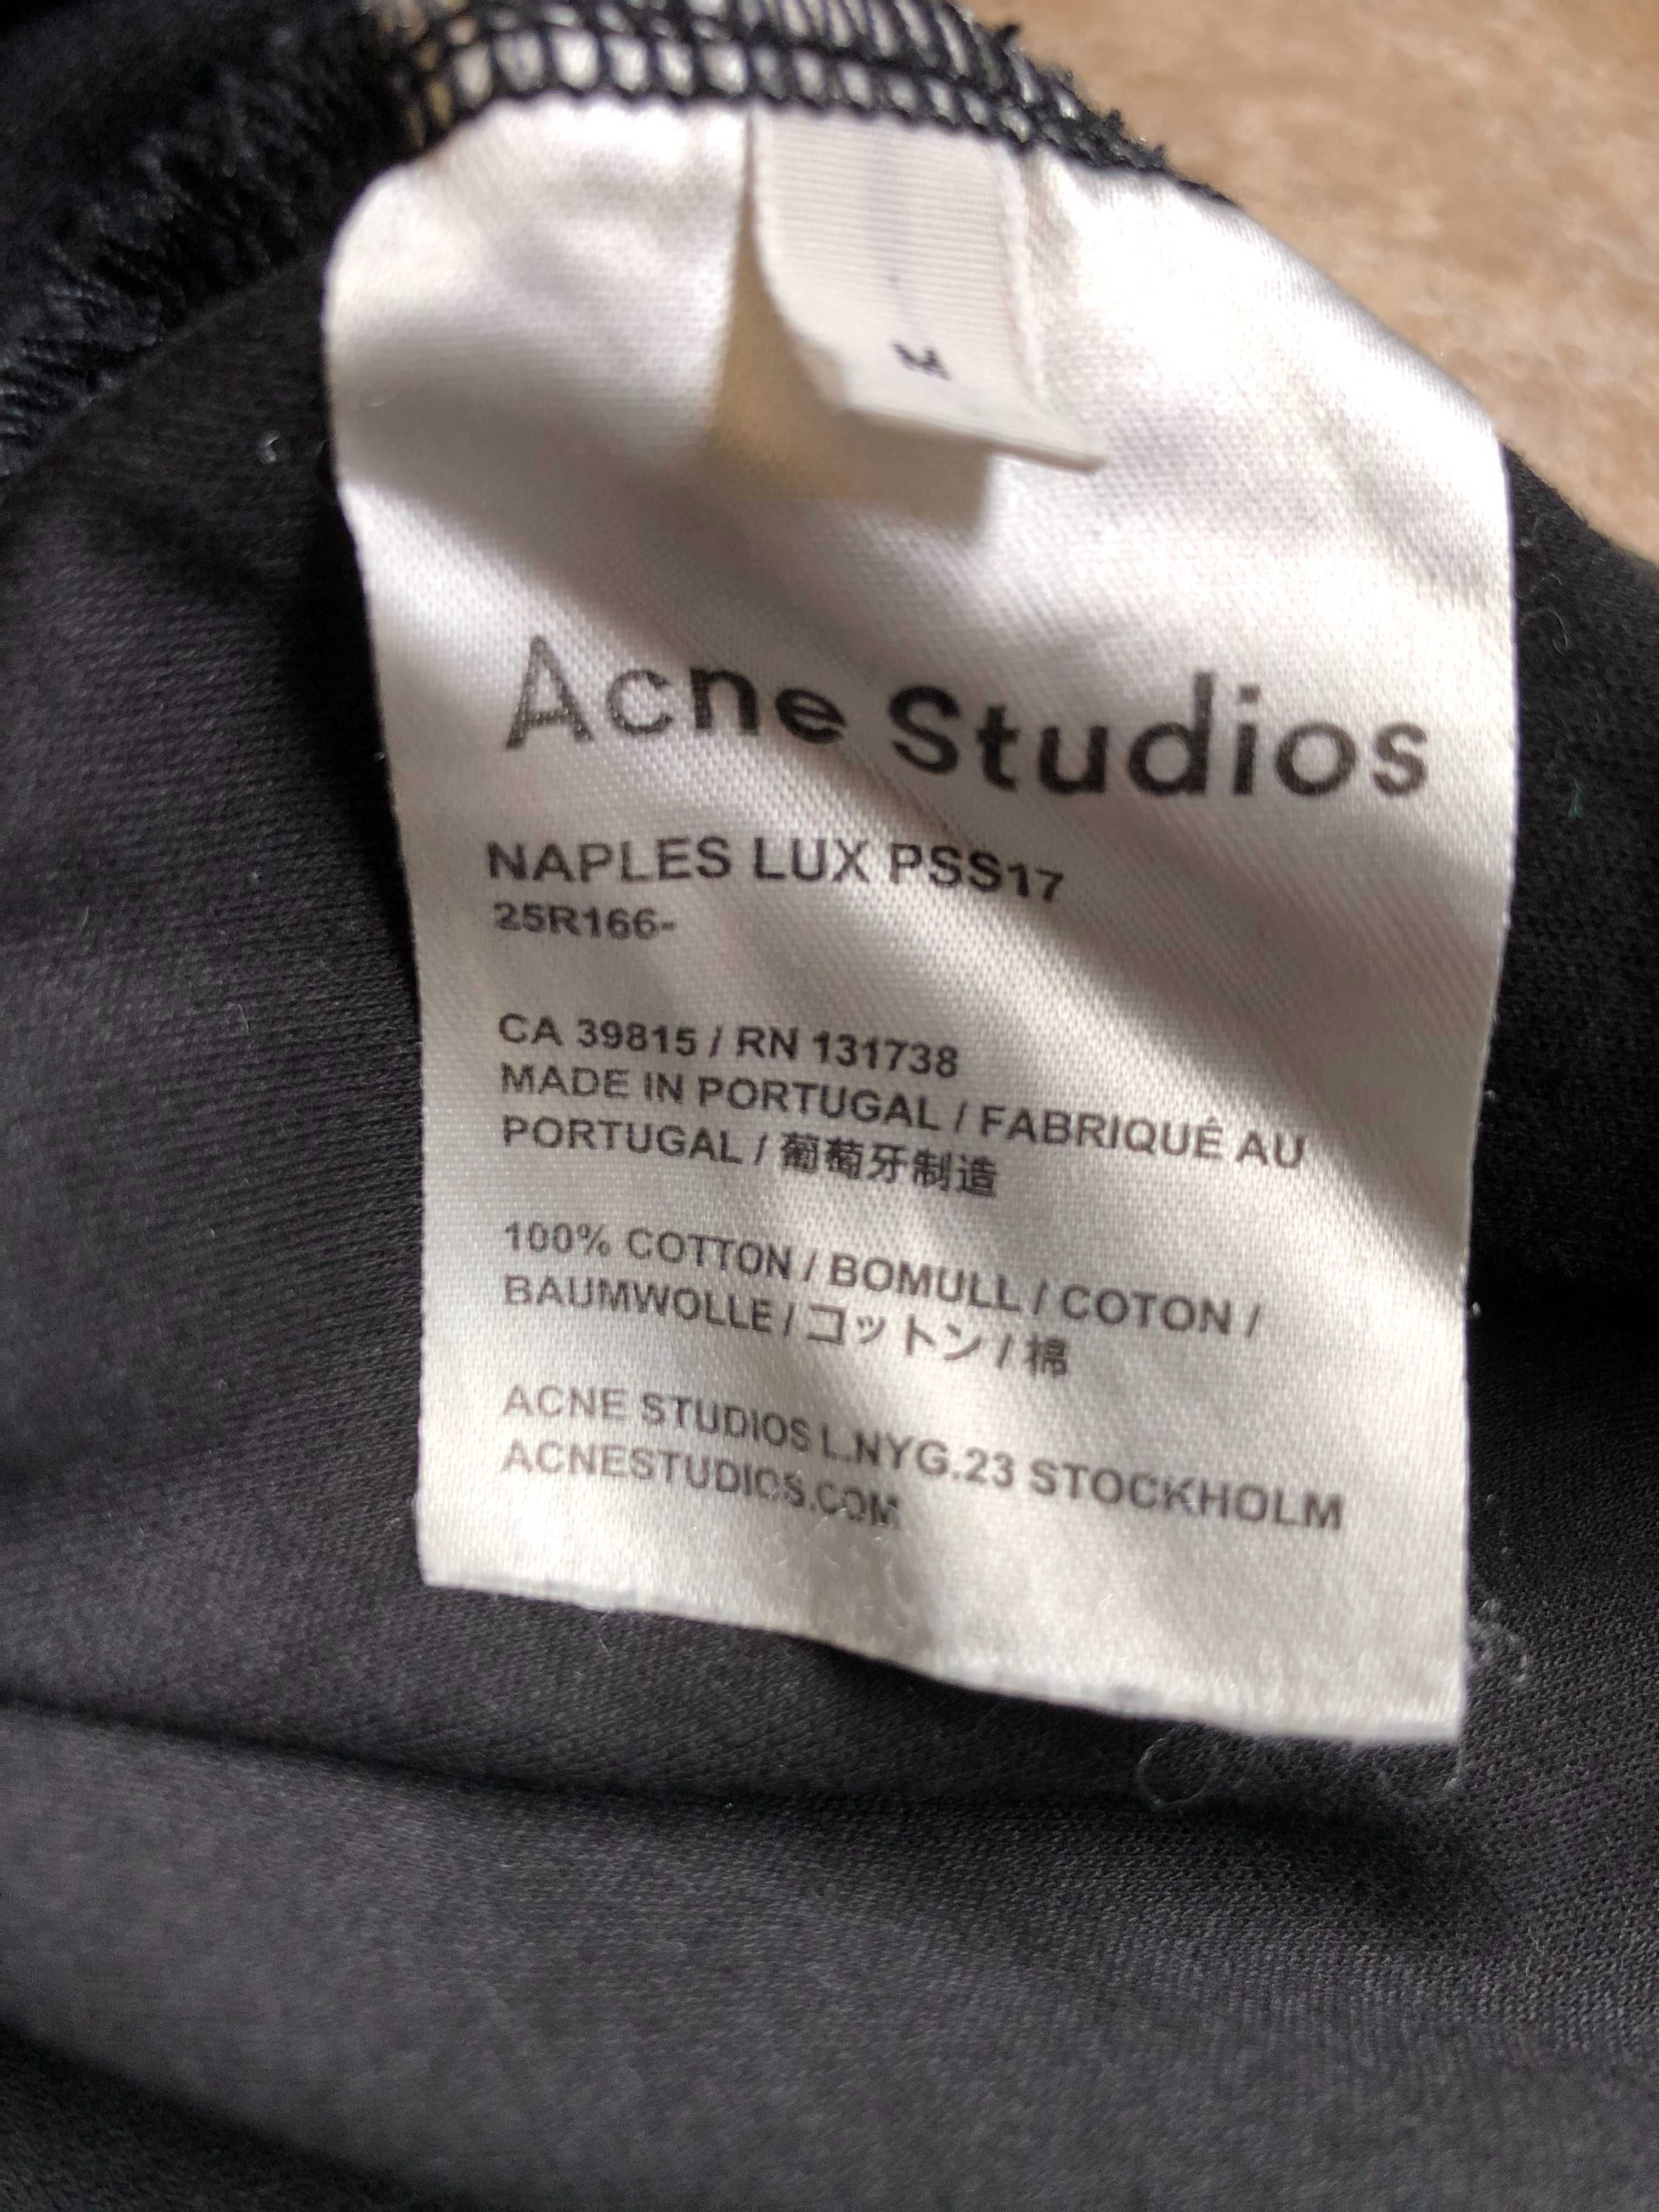 M
Acne Studios
NAPLES LUX PSS17
25R166-
CA 39815 / RN 131738
MADE IN PORTUGAL / FABRIQUÉ AU
PORTUGAL / 葡萄牙制造
100% COTTON / BOMULL / COTON /
BAUMWOLLE / コットン / 棉
ACNE STUDIOS L.NYG.23 STOCKHOLM
ACNESTUDIOS.COM